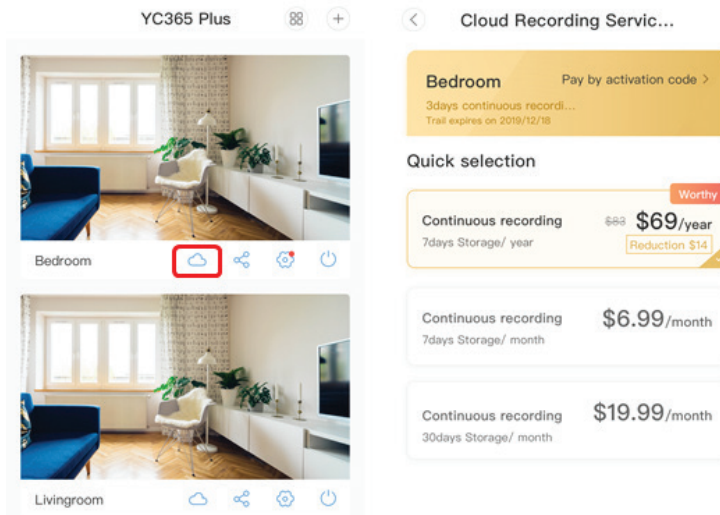 YC365 Plus
Bedroom
Livingroom
Cloud Recording Servic...
Bedroom
Pay by activation code >
3days continuous recordi...
Trail expires on 2019/12/18
Quick selection
Worthy
Continuous recording
$83 $69/year
7days Storage/ year
Reduction $14
Continuous recording
$6.99/month
7days Storage/ month
Continuous recording
$19.99/month
30days Storage/ month